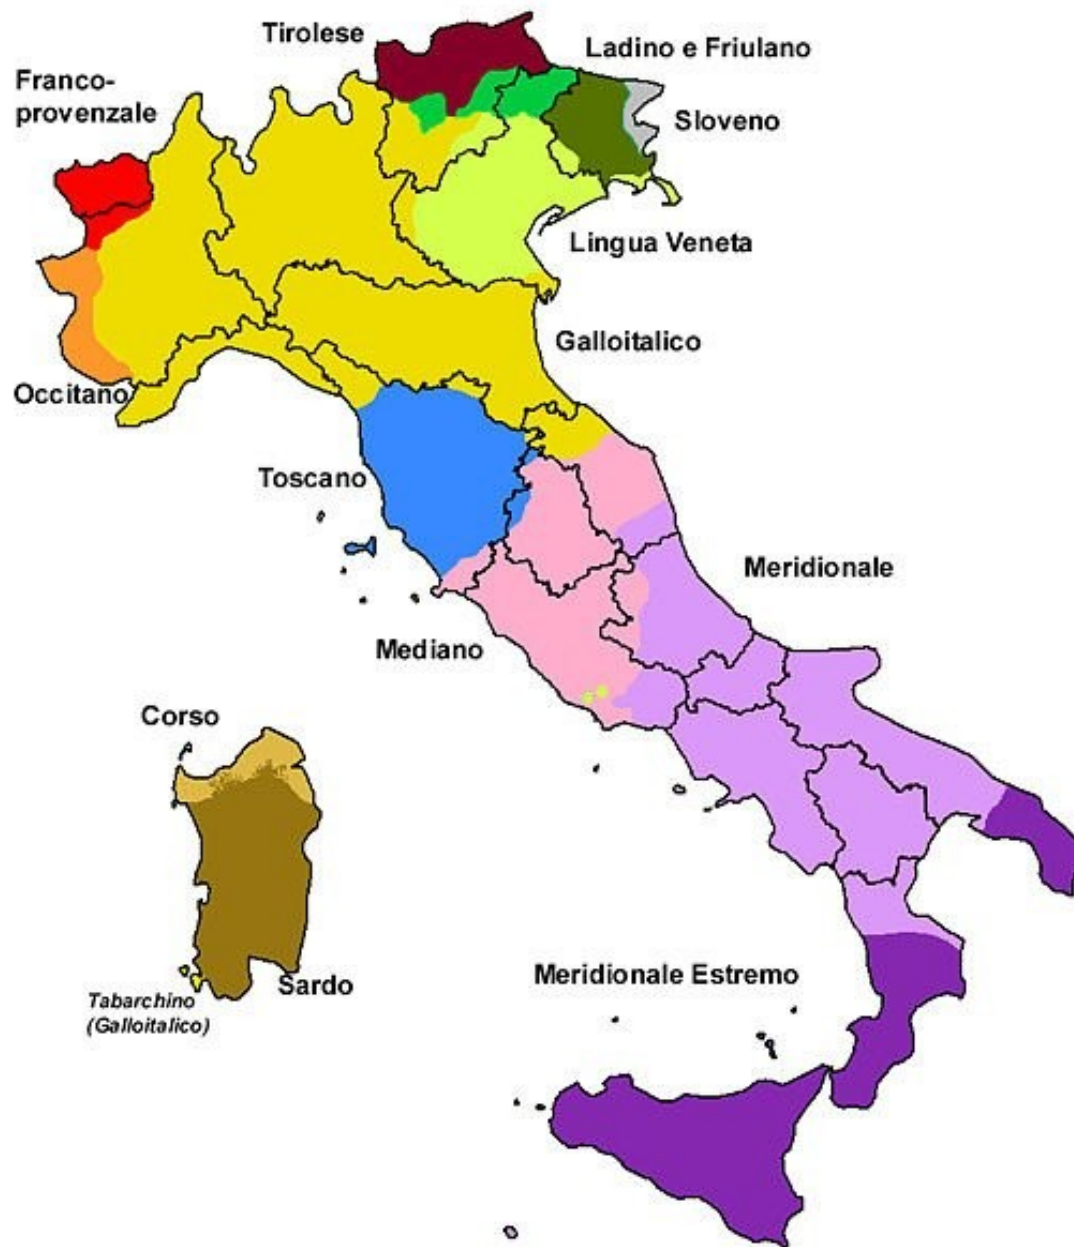 Tirolese
Ladino e Friulano
Franco-
provenzale
Sloveno
Lingua Veneta
Galloitalico
Occitano
Toscano
Meridionale
Mediano
Corso
Meridionale Estremo
Sardo
Tabarchino
(Galloitalico)